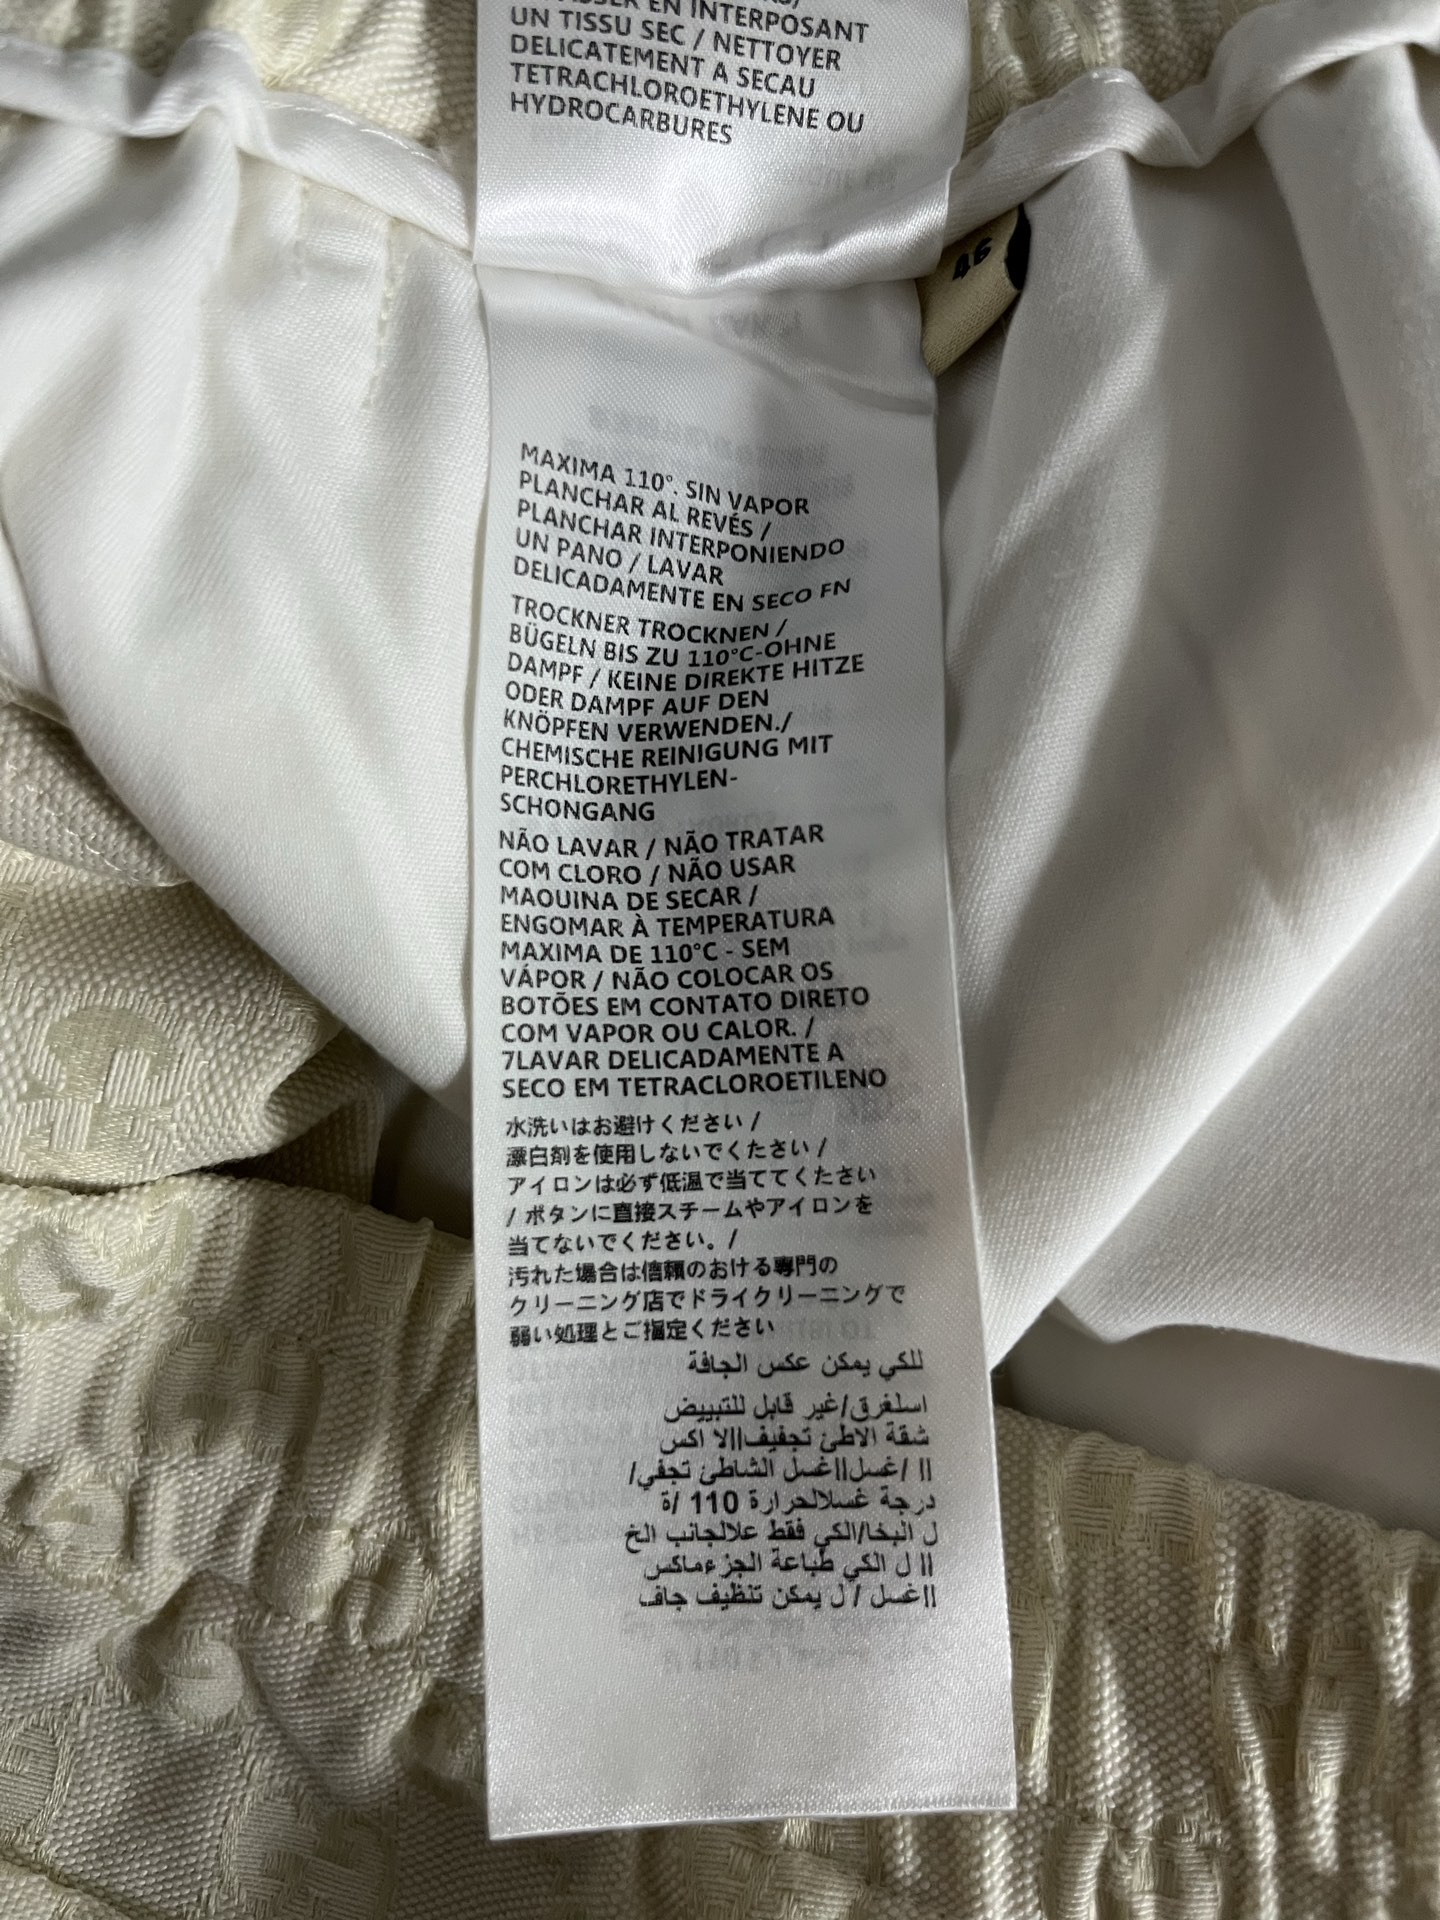 EN INTERPOSANT
UN TISSU SEC / NETTOYER
DELICATEMENT A SECAU
TETRACHLOROETHYLENE OU
HYDROCARBURES
46
MAXIMA 110°. SIN VAPOR
PLANCHAR AL REVÉS /
PLANCHAR INTERPONIENDO
UN PANO / LAVAR
DELICADAMENTE EN SECO FN
TROCKNER TROCKNEN /
BÜGELN BIS ZU 110°C-OHNE
DAMPF / KEINE DIREKTE HITZE
ODER DAMPF AUF DEN
KNÖPFEN VERWENDEN./
CHEMISCHE REINIGUNG MIT
PERCHLORETHYLEN-
SCHONGANG
NÃO LAVAR / NÃO TRATAR
COM CLORO / NÃO USAR
MAOUINA DE SECAR /
ENGOMAR À TEMPERATURA
MAXIMA DE 110°C - SEM
VÁPOR / NÃO COLOCAR OS
BOTÕES EM CONTATO DIRETO
COM VAPOR OU CALOR. /
7LAVAR DELICADAMENTE A
SECO EM TETRACLOROETILENO
水洗いはお避けください /
漂白剤を使用しないでくたさい /
アイロンは必ず低温で当ててくたさい
/ ボタンに直接スチームやアイロンを
当てないでください。/
汚れた場合は信頼のおける専門の
クリーニング店でドライクリーニングで
弱い処理とご指定ください
للكي يمكن عكس الجافة
اسلغرق/غير قابل للتبييض
شقة الاطئ تجفيف||لا اكس
|| /غسل||غسل الشاطئ تجفي/
درجة غسلالحرارة 110 /ة
ل البخا/الكي فقط علالجانب الخ
|| ل الكي طباعة الجزءماكس
||غسل / ل يمكن تنظيف جاف